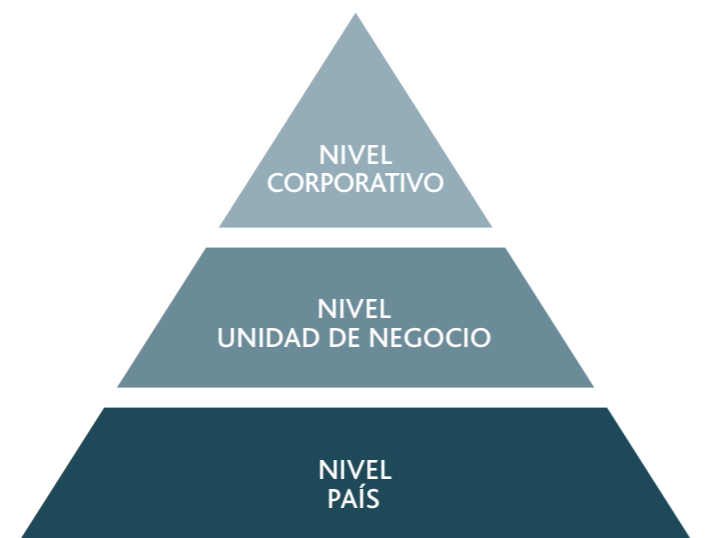 NIVEL
CORPORATIVO
NIVEL
UNIDAD DE NEGOCIO
NIVEL
PAÍS